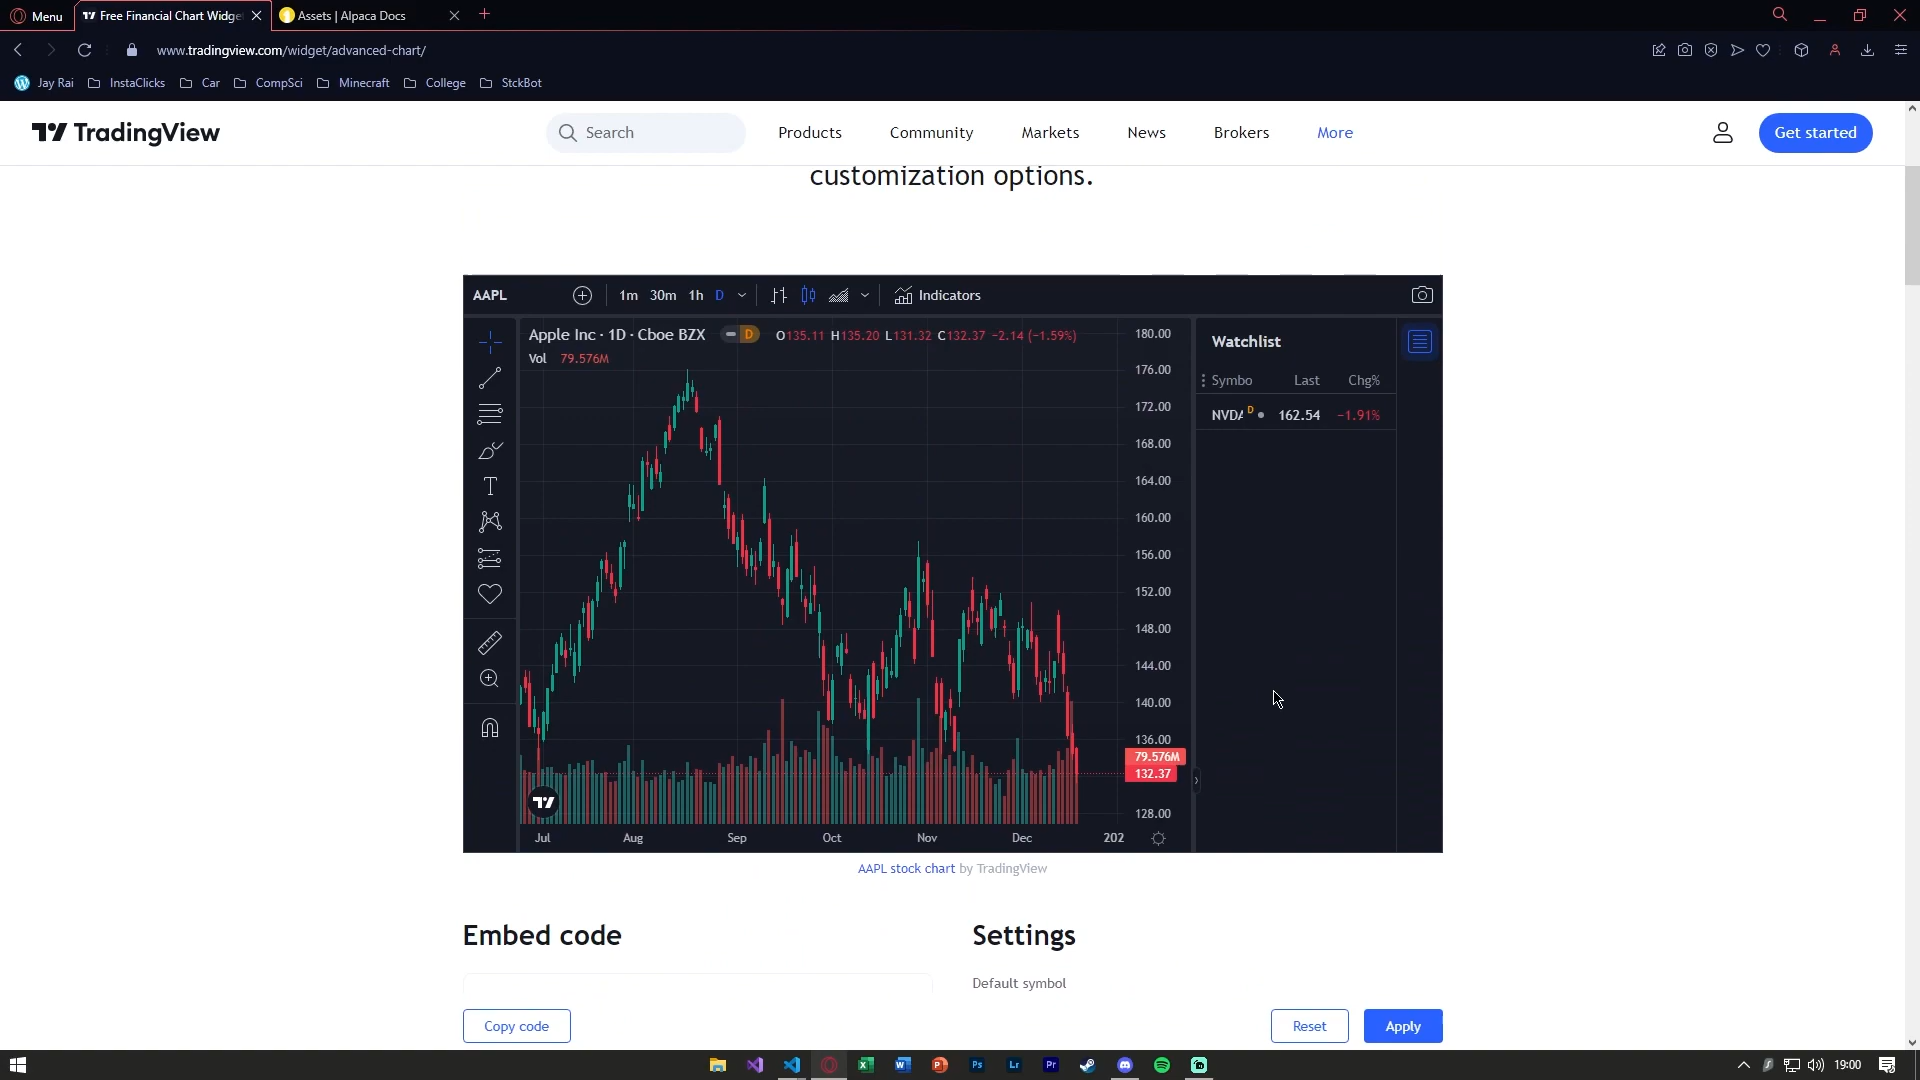 Menu
Free Financial Chart Widge
Assets | Alpaca Docs
www.tradingview.com/widget/advanced-chart/
Jay Rai
InstaClicks
Car
CompSci
Minecraft
College
StckBot
TradingView
Search
Products
Community
Markets
News
Brokers
More
Get started
customization options.
AAPL
1m
30m
1h
D
Indicators
Apple Inc · 1D · Cboe BZX
D
O135.11 H135.20 L131.32 C132.37 −2.14 (−1.59%)
Vol 79.576M
180.00
176.00
172.00
168.00
164.00
160.00
156.00
152.00
148.00
144.00
140.00
136.00
79.576M
132.37
128.00
Jul
Aug
Sep
Oct
Nov
Dec
202
Watchlist
Symbo Last Chg%
NVDA D 162.54 −1.91%
AAPL stock chart by TradingView
Embed code
Settings
Default symbol
Copy code
Reset
Apply
Ps
Lr
Pr
19:00